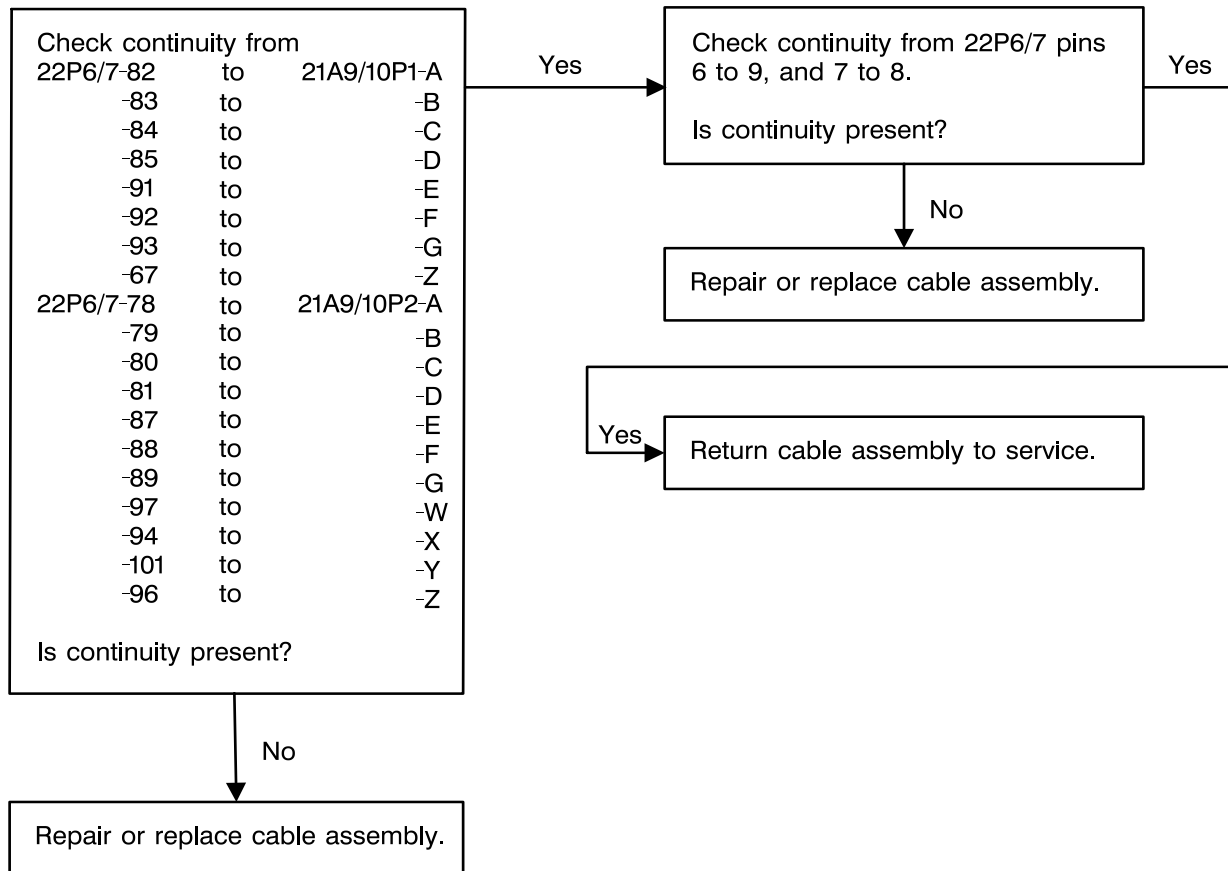 Check continuity from
22P6/7-82 to 21A9/10P1-A
-83 to -B
-84 to -C
-85 to -D
-91 to -E
-92 to -F
-93 to -G
-67 to -Z
22P6/7-78 to 21A9/10P2-A
-79 to -B
-80 to -C
-81 to -D
-87 to -E
-88 to -F
-89 to -G
-97 to -W
-94 to -X
-101 to -Y
-96 to -Z
Is continuity present?
Yes
Check continuity from 22P6/7 pins
6 to 9, and 7 to 8.
Is continuity present?
Yes
No
Repair or replace cable assembly.
Yes
Return cable assembly to service.
No
Repair or replace cable assembly.